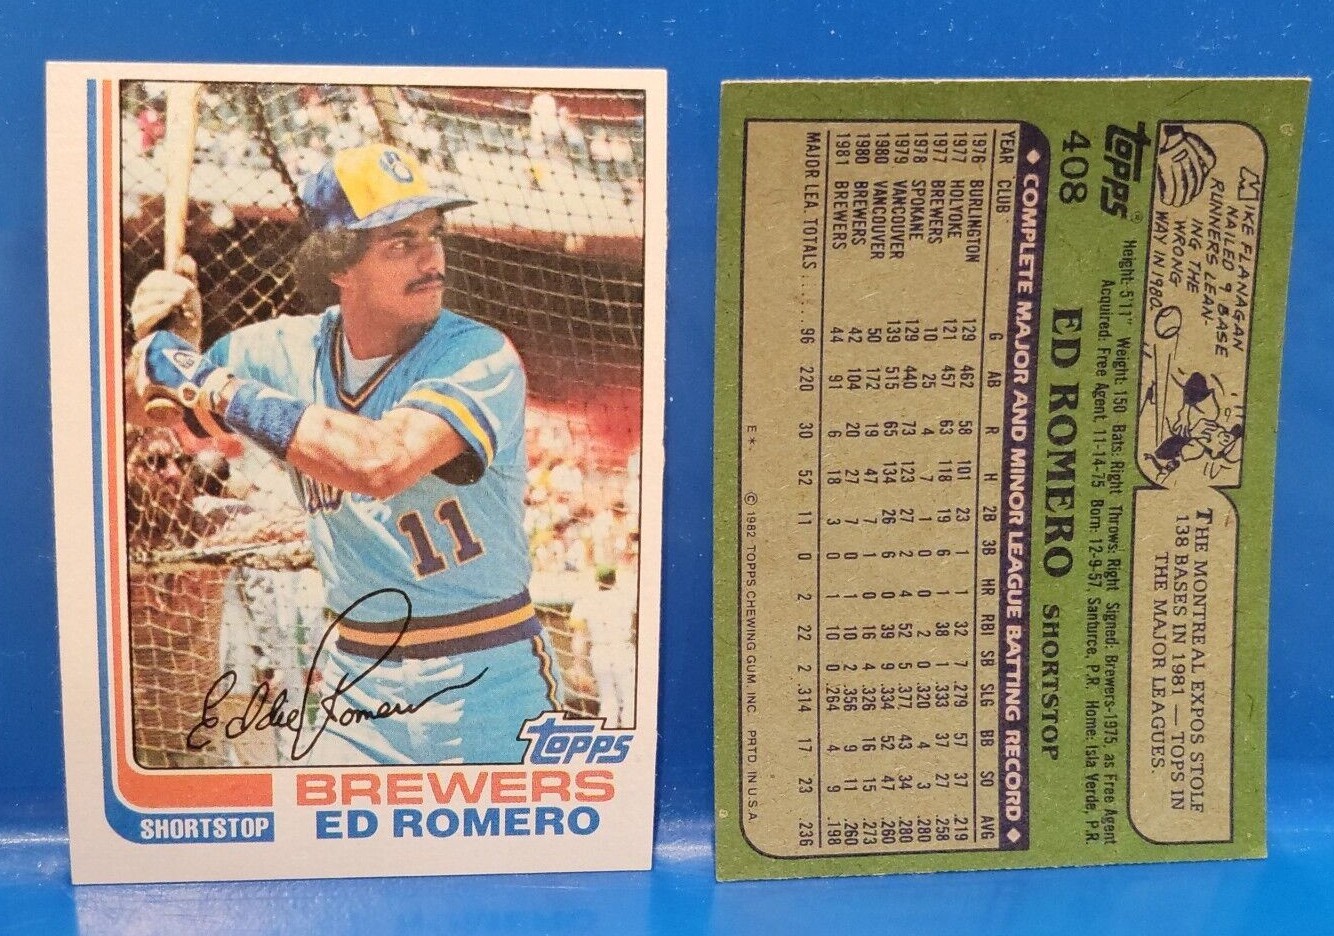 11
Eddie Romero
topps
BREWERS
ED ROMERO
SHORTSTOP
MIKE FLANAGAN
NAILED 9 BASE
RUNNERS LEAN-
ING THE
WRONG
WAY IN 1980.
THE MONTREAL EXPOS STOLE
138 BASES IN 1981 — TOPS IN
THE MAJOR LEAGUES.
topps®
408
Height: 5'11" Weight: 150 Bats: Right Throws: Right Signed: Brewers-1975 as Free Agent
Acquired: Free Agent, 11-14-75 Born: 12-9-57, Santurce, P.R. Home: Isla Verde, P.R.
ED ROMERO SHORTSTOP
◆ COMPLETE MAJOR AND MINOR LEAGUE BATTING RECORD ◆
YEAR CLUB G AB R H 2B 3B HR RBI SB SLG BB SO AVG
1976 BURLINGTON 129 462 58 101 23 1 1 32 7 .279 57 37 .219
1977 HOLYOKE 121 457 63 118 19 6 1 38 1 .333 37 27 .258
1977 BREWERS 10 25 4 7 1 0 0 2 0 .320 4 3 .280
1978 SPOKANE 129 440 73 123 27 2 4 52 5 .377 43 34 .280
1979 VANCOUVER 139 515 65 134 26 6 0 39 9 .334 52 47 .260
1980 VANCOUVER 50 172 19 47 7 1 0 16 4 .326 16 15 .273
1980 BREWERS 42 104 20 27 7 0 1 10 2 .356 9 11 .260
1981 BREWERS 44 91 6 18 3 0 1 10 0 .264 4 9 .198
MAJOR LEA. TOTALS ..... 96 220 30 52 11 0 2 22 2 .314 17 23 .236
E*. © 1982 TOPPS CHEWING GUM, INC. PRTD. IN U.S.A.